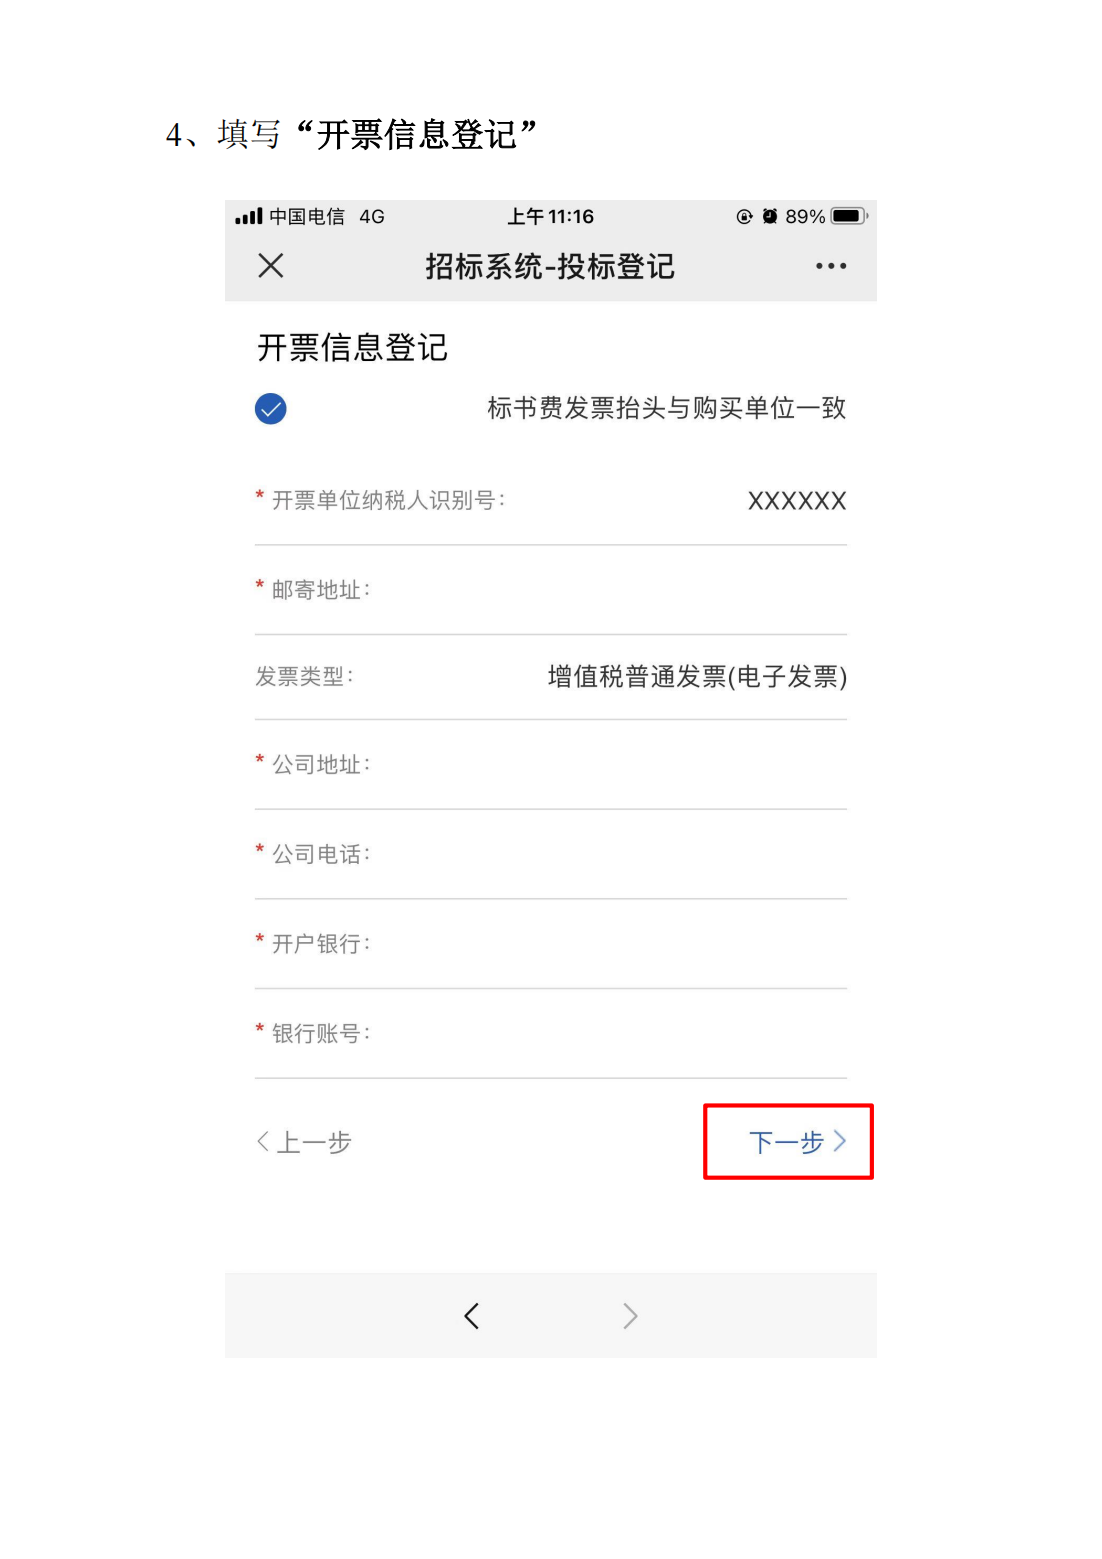 4、填写“开票信息登记”
中国电信 4G 上午11:16 89%
招标系统-投标登记
开票信息登记
标书费发票抬头与购买单位一致
* 开票单位纳税人识别号: XXXXXX
* 邮寄地址:
发票类型: 增值税普通发票(电子发票)
* 公司地址:
* 公司电话:
* 开户银行:
* 银行账号:
上一步 下一步